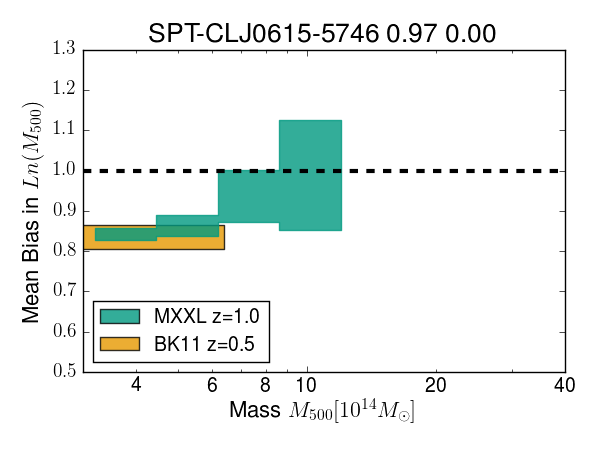 SPT-CLJ0615-5746 0.97 0.00
1.3
1.2
1.1
1.0
0.9
0.8
0.7
0.6
0.5
Mean Bias in Ln(M500)
MXXL z=1.0
BK11 z=0.5
4 6 8 10 20 40
Mass M500[10^14 M⊙]